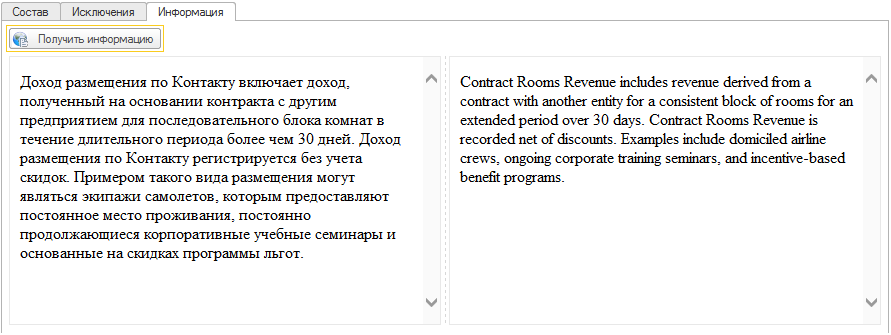 Состав Исключения Информация
Получить информацию
Доход размещения по Контакту включает доход,
полученный на основании контракта с другим
предприятием для последовательного блока комнат в
течение длительного периода более чем 30 дней. Доход
размещения по Контакту регистрируется без учета
скидок. Примером такого вида размещения могут
являться экипажи самолетов, которым предоставляют
постоянное место проживания, постоянно
продолжающиеся корпоративные учебные семинары и
основанные на скидках программы льгот.
Contract Rooms Revenue includes revenue derived from a
contract with another entity for a consistent block of rooms for an
extended period over 30 days. Contract Rooms Revenue is
recorded net of discounts. Examples include domiciled airline
crews, ongoing corporate training seminars, and incentive-based
benefit programs.